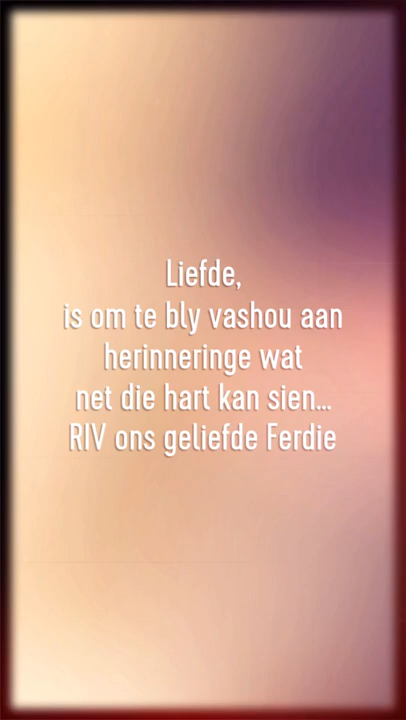 Liefde,
is om te bly vashou aan
herinneringe wat
net die hart kan sien...
RIV ons geliefde Ferdie